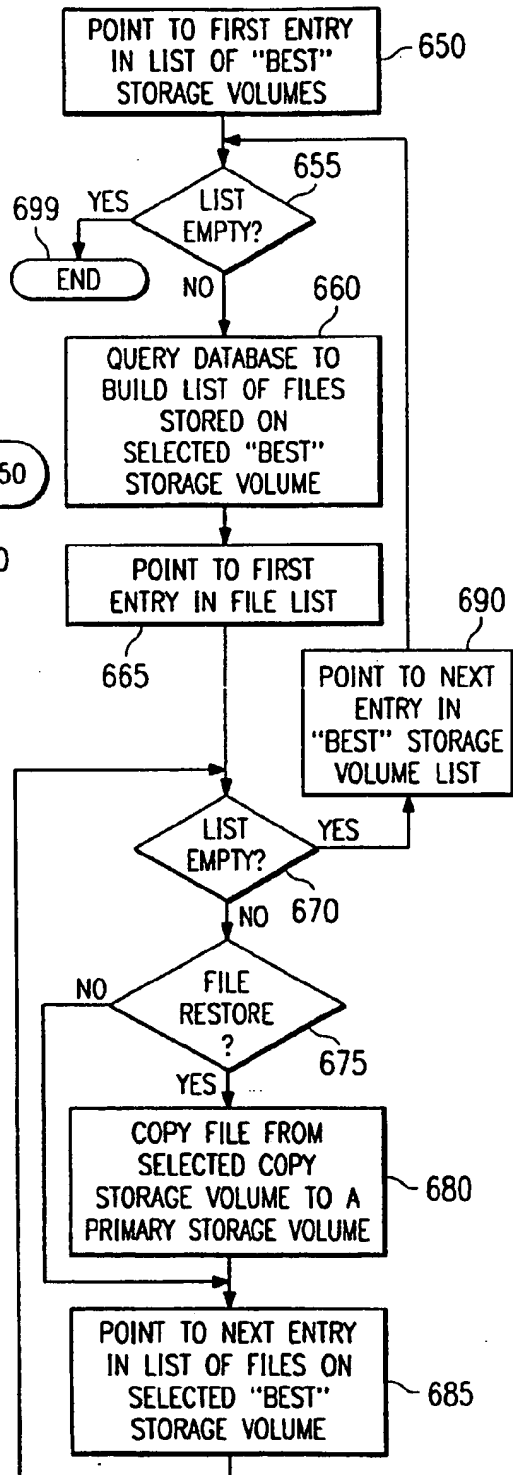 POINT TO FIRST ENTRY
IN LIST OF "BEST"
STORAGE VOLUMES
650
655
LIST
EMPTY?
YES
699
END
NO
660
QUERY DATABASE TO
BUILD LIST OF FILES
STORED ON
SELECTED "BEST"
STORAGE VOLUME
50
0
POINT TO FIRST
ENTRY IN FILE LIST
665
690
POINT TO NEXT
ENTRY IN
"BEST" STORAGE
VOLUME LIST
LIST
EMPTY?
YES
670
NO
FILE
RESTORE
?
NO
675
YES
COPY FILE FROM
SELECTED COPY
STORAGE VOLUME TO A
PRIMARY STORAGE VOLUME
680
POINT TO NEXT ENTRY
IN LIST OF FILES ON
SELECTED "BEST"
STORAGE VOLUME
685